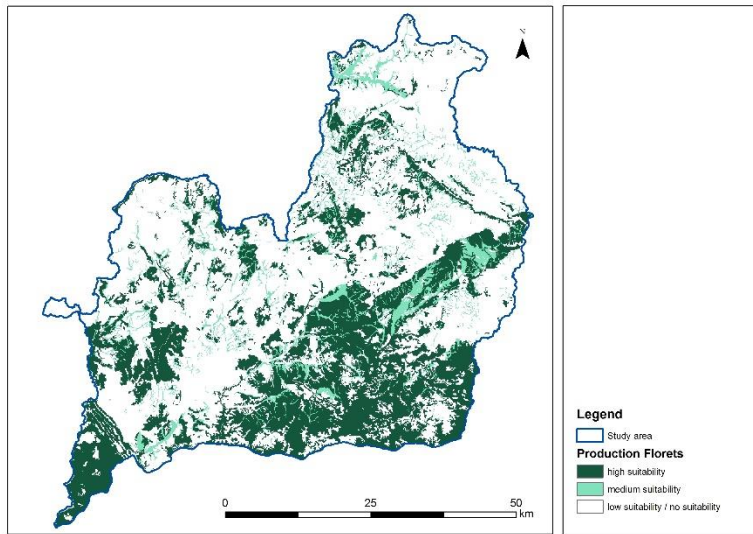 N
0 25 50
km
Legend
Study area
Production Florets
high suitability
medium suitability
low suitability / no suitability